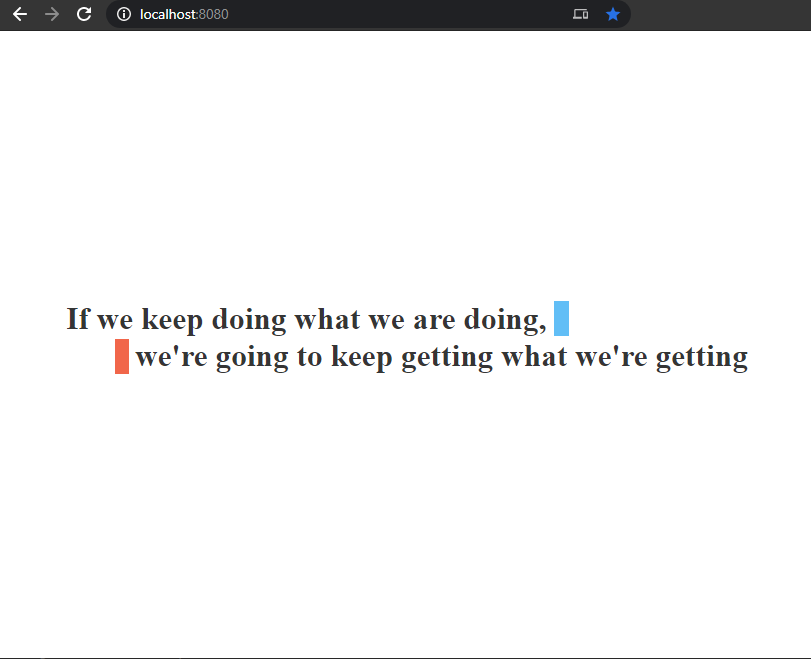 localhost:8080
If we keep doing what we are doing,
we're going to keep getting what we're getting